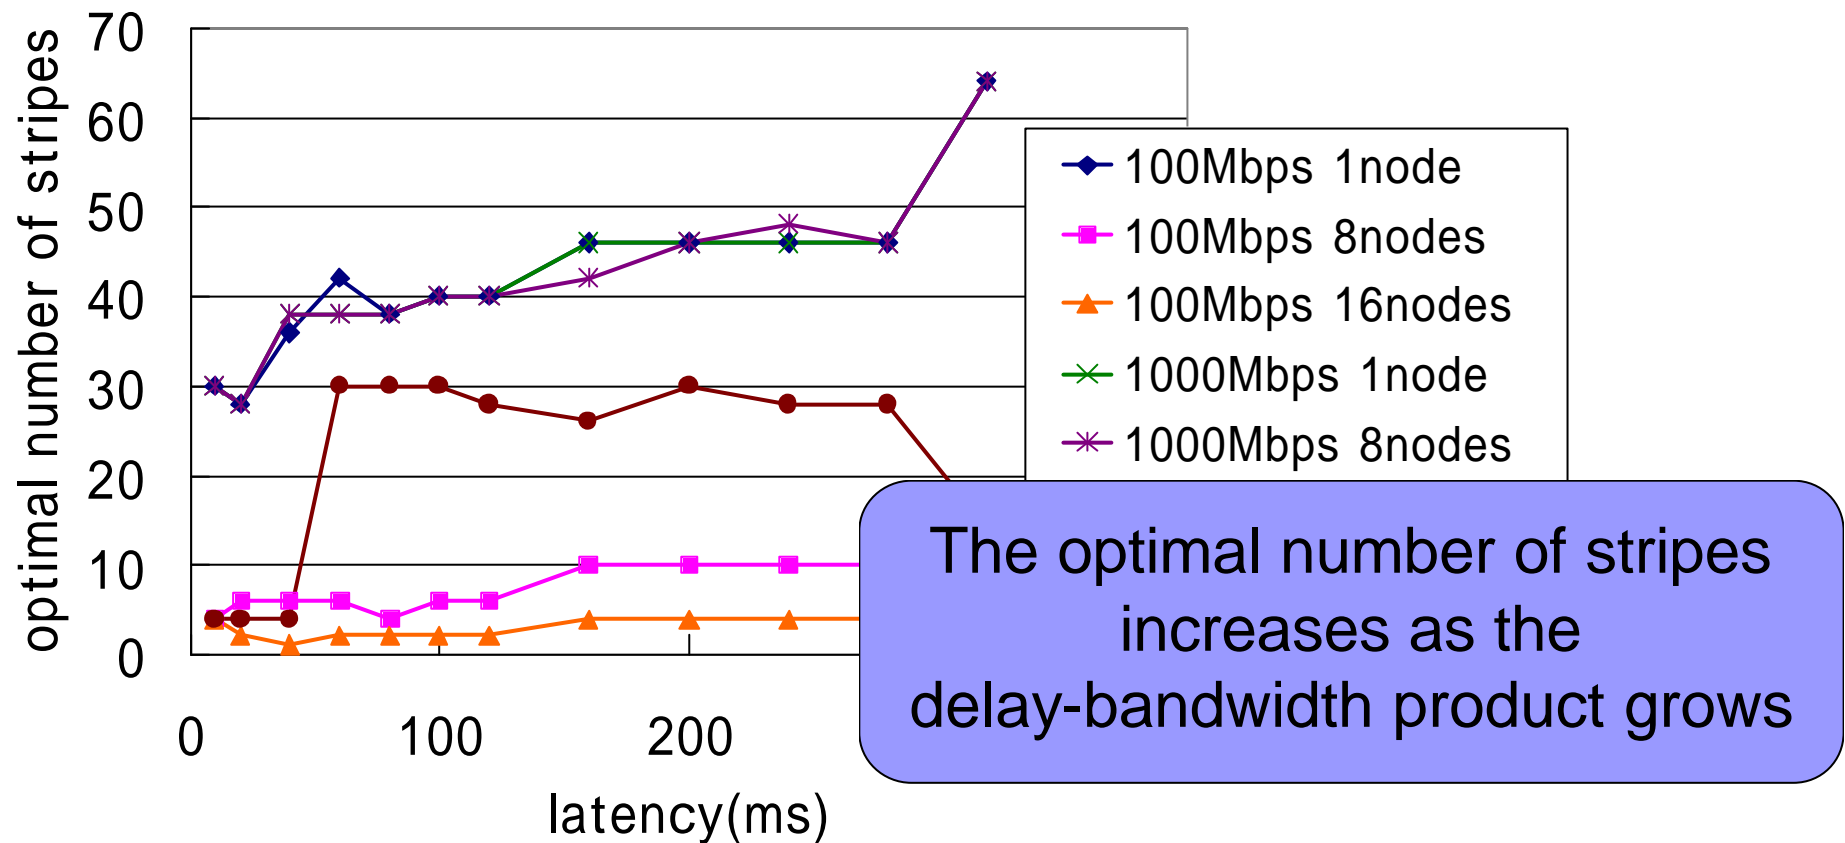 optimal number of stripes
70
60
50
40
30
20
10
0
0 100 200
latency(ms)
100Mbps 1node
100Mbps 8nodes
100Mbps 16nodes
1000Mbps 1node
1000Mbps 8nodes
The optimal number of stripes
increases as the
delay-bandwidth product grows